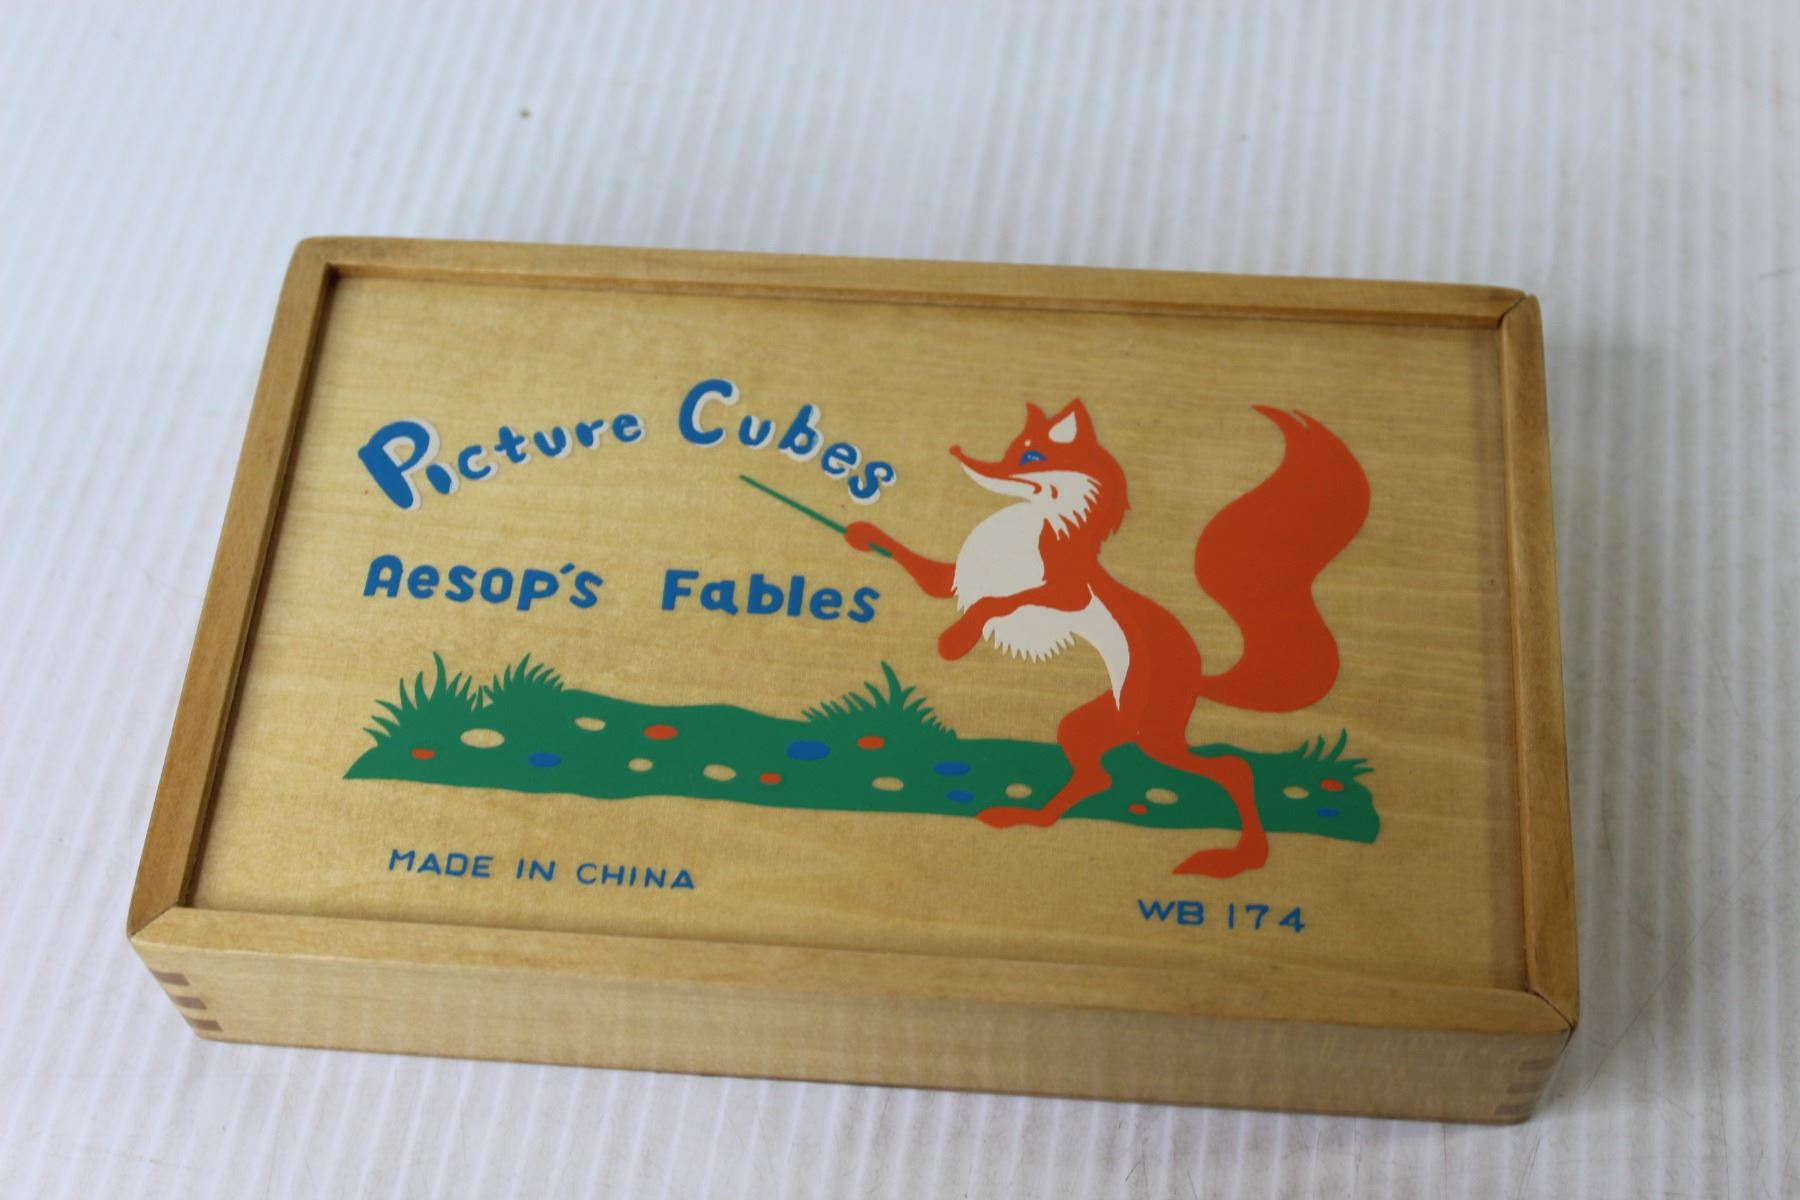 Picture Cubes
Aesop's Fables
MADE IN CHINA
WB 174